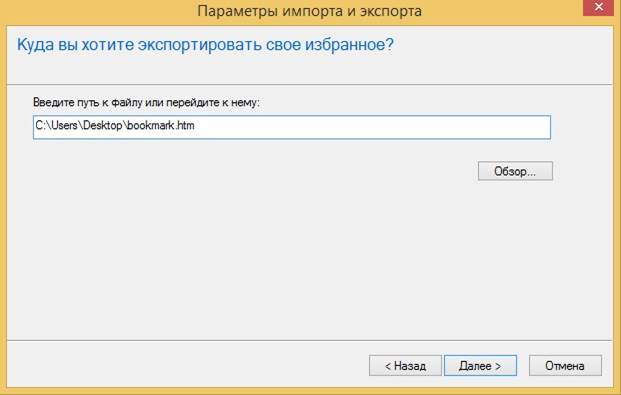 Параметры импорта и экспорта
Куда вы хотите экспортировать свое избранное?
Введите путь к файлу или перейдите к нему:
C:\Users\Desktop\bookmark.htm
Обзор...
< Назад
Далее >
Отмена